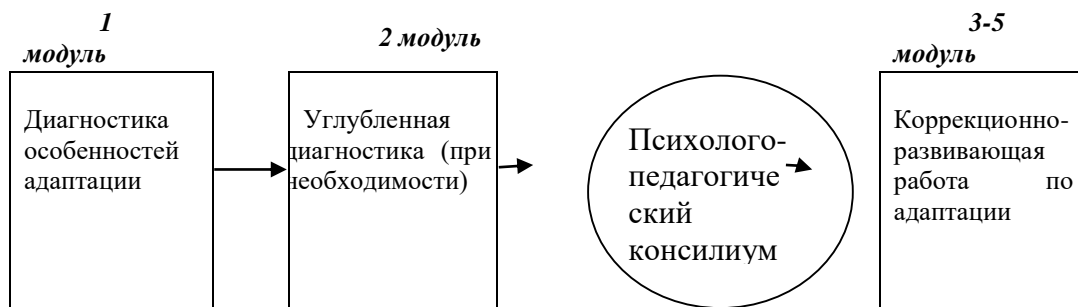 1
модуль
2 модуль
3-5
модуль
Диагностика
особенностей
адаптации
Углубленная
диагностика (при
необходимости)
Психолого-
педагогиче
ский
консилиум
Коррекционно-
развивающая
работа по
адаптации